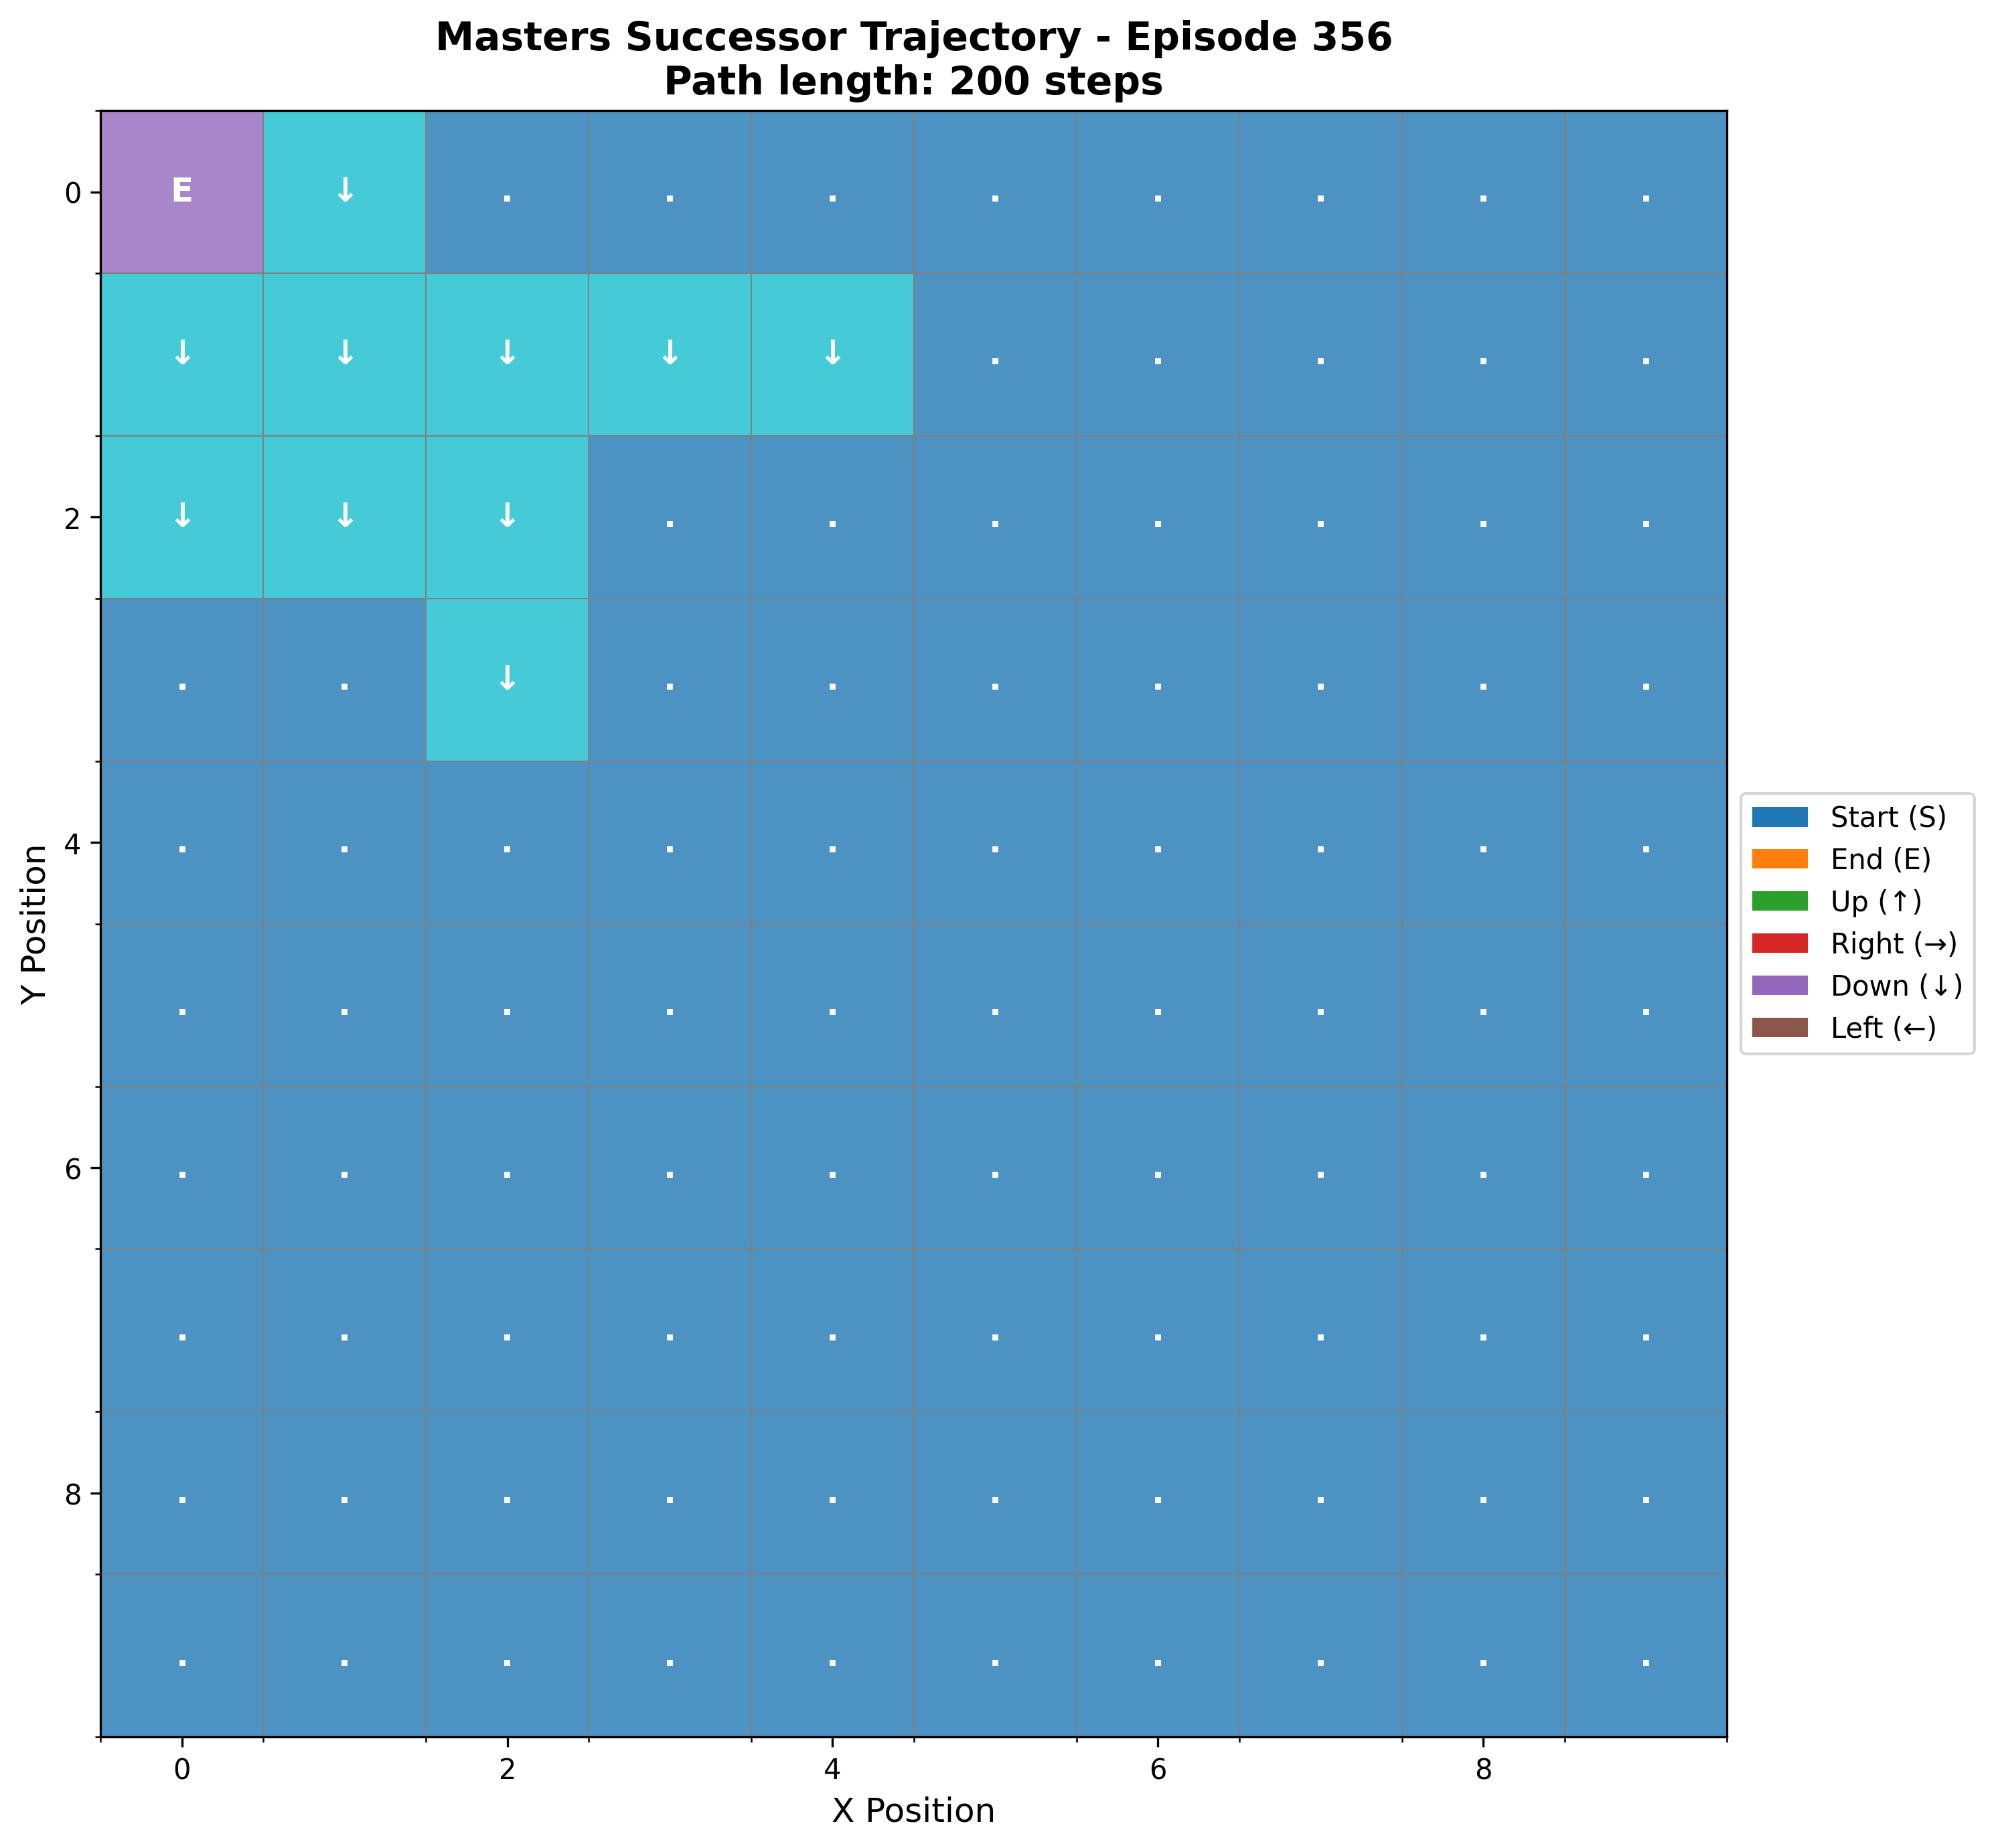 Masters Successor Trajectory - Episode 356
Path length: 200 steps
0 E ↓ . . . . . . . .
↓ ↓ ↓ ↓ ↓ . . . . .
2 ↓ ↓ ↓ . . . . . . .
. . ↓ . . . . . . .
4 . . . . . . . . . .
. . . . . . . . . .
6 . . . . . . . . . .
. . . . . . . . . .
8 . . . . . . . . . .
. . . . . . . . . .
0 2 4 6 8
X Position
Y Position
Start (S)
End (E)
Up (↑)
Right (→)
Down (↓)
Left (←)